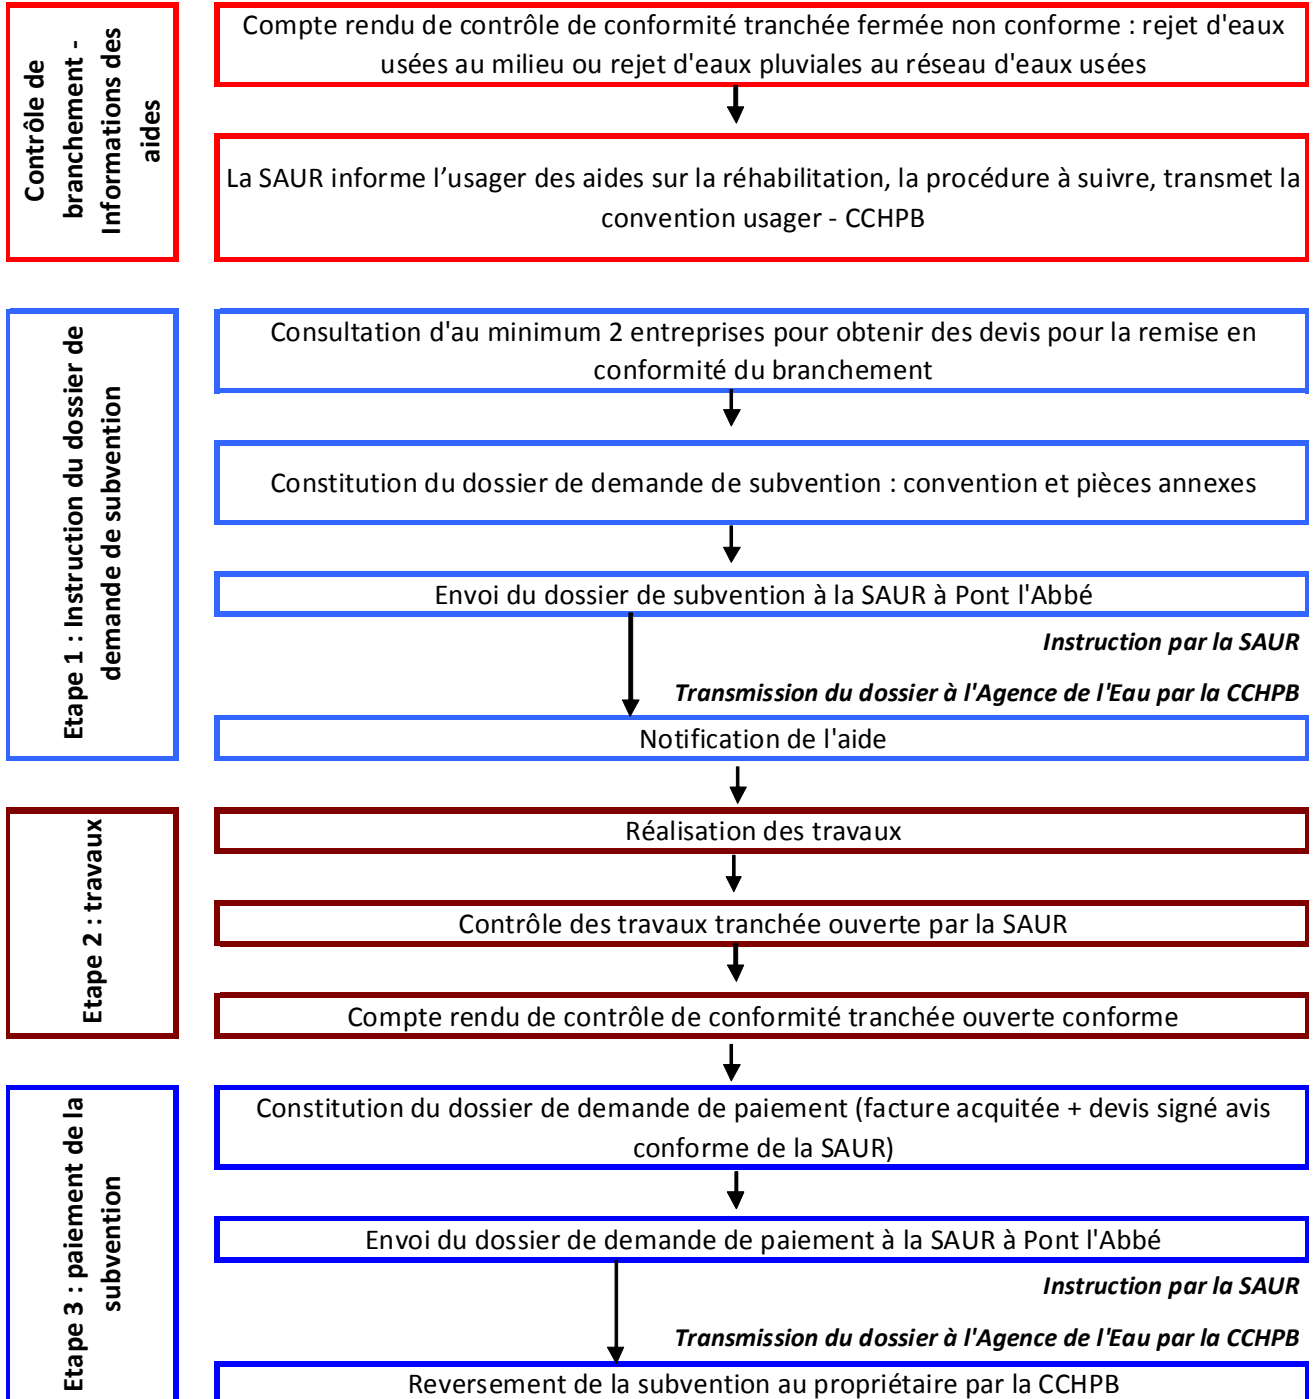 Contrôle de
branchement -
Informations des
aides
Compte rendu de contrôle de conformité tranchée fermée non conforme : rejet d'eaux
usées au milieu ou rejet d'eaux pluviales au réseau d'eaux usées
La SAUR informe l’usager des aides sur la réhabilitation, la procédure à suivre, transmet la
convention usager - CCHPB
Etape 1 : Instruction du dossier de
demande de subvention
Consultation d'au minimum 2 entreprises pour obtenir des devis pour la remise en
conformité du branchement
Constitution du dossier de demande de subvention : convention et pièces annexes
Envoi du dossier de subvention à la SAUR à Pont l'Abbé
Instruction par la SAUR
Transmission du dossier à l'Agence de l'Eau par la CCHPB
Notification de l'aide
Etape 2 : travaux
Réalisation des travaux
Contrôle des travaux tranchée ouverte par la SAUR
Compte rendu de contrôle de conformité tranchée ouverte conforme
Etape 3 : paiement de la
subvention
Constitution du dossier de demande de paiement (facture acquitée + devis signé avis
conforme de la SAUR)
Envoi du dossier de demande de paiement à la SAUR à Pont l'Abbé
Instruction par la SAUR
Transmission du dossier à l'Agence de l'Eau par la CCHPB
Reversement de la subvention au propriétaire par la CCHPB